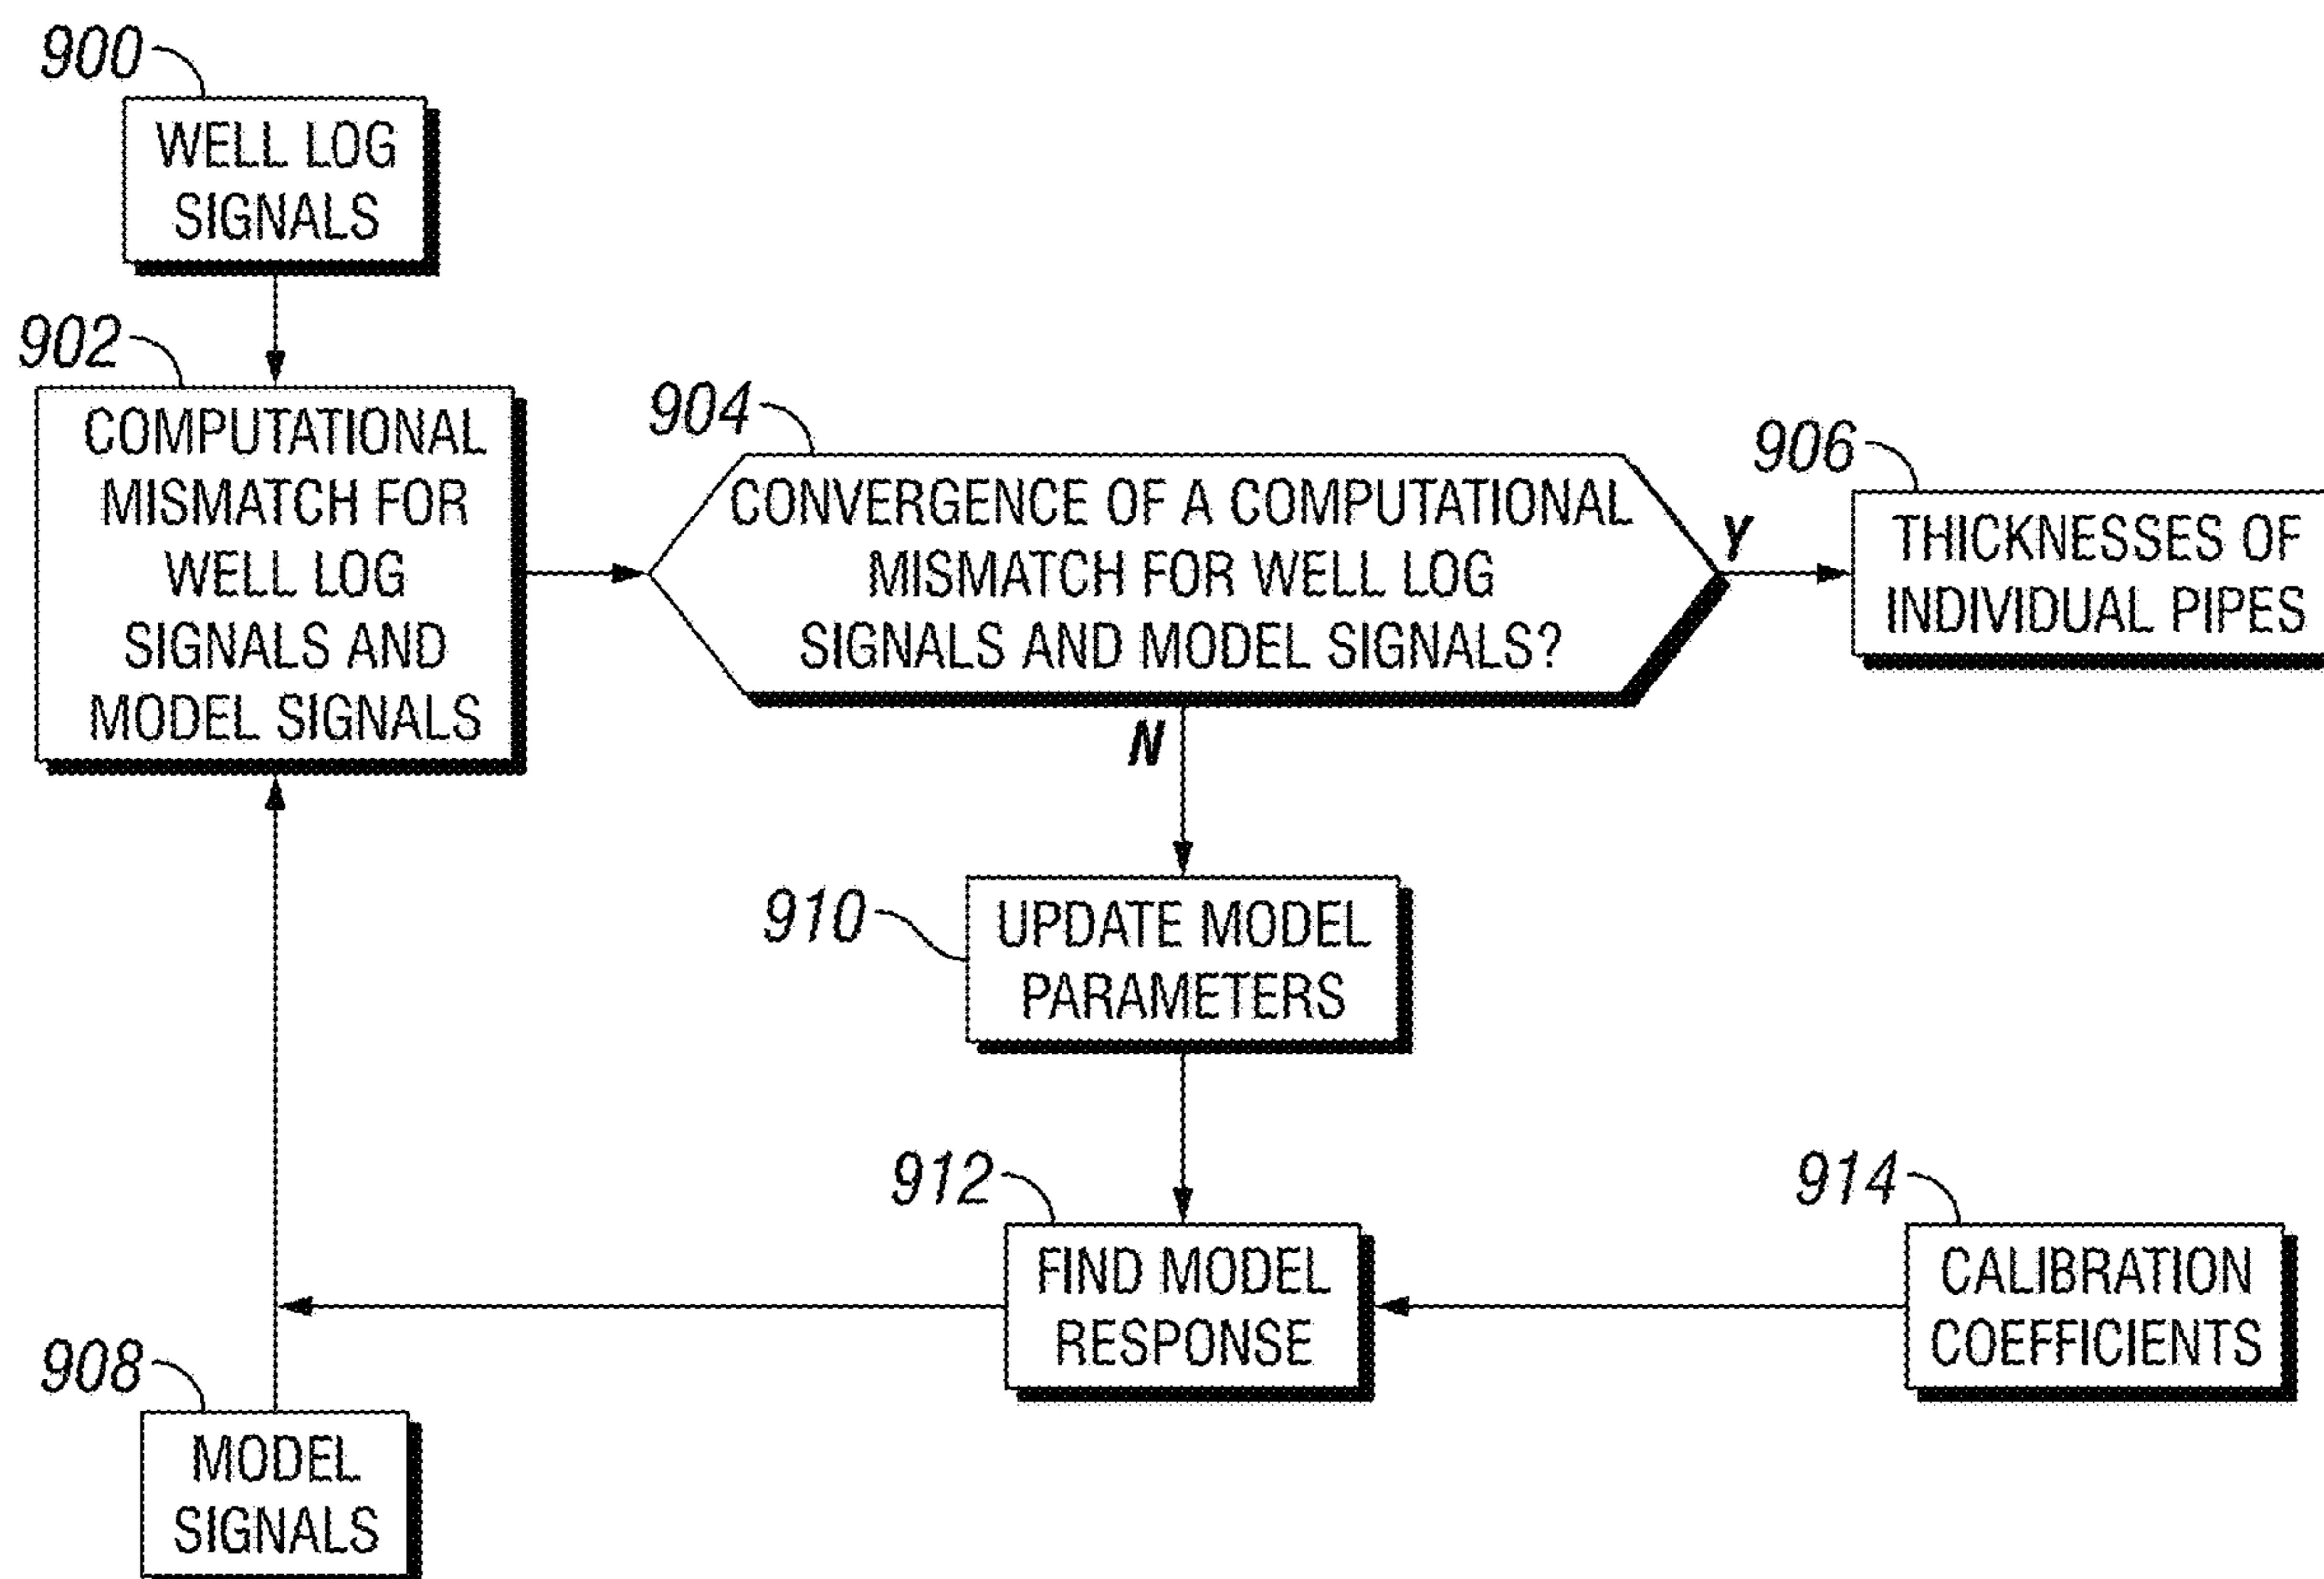 900
WELL LOG
SIGNALS
902
COMPUTATIONAL
MISMATCH FOR
WELL LOG
SIGNALS AND
MODEL SIGNALS
904
CONVERGENCE OF A COMPUTATIONAL
MISMATCH FOR WELL LOG
SIGNALS AND MODEL SIGNALS?
Y
906
THICKNESSES OF
INDIVIDUAL PIPES
N
910
UPDATE MODEL
PARAMETERS
912
FIND MODEL
RESPONSE
914
CALIBRATION
COEFFICIENTS
908
MODEL
SIGNALS